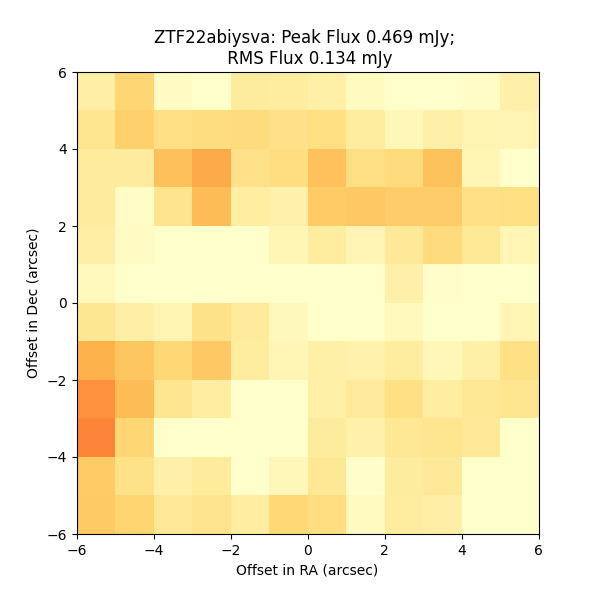 ZTF22abiysva: Peak Flux 0.469 mJy;
RMS Flux 0.134 mJy
6
4
2
0
−2
−4
−6
Offset in Dec (arcsec)
−6 −4 −2 0 2 4 6
Offset in RA (arcsec)